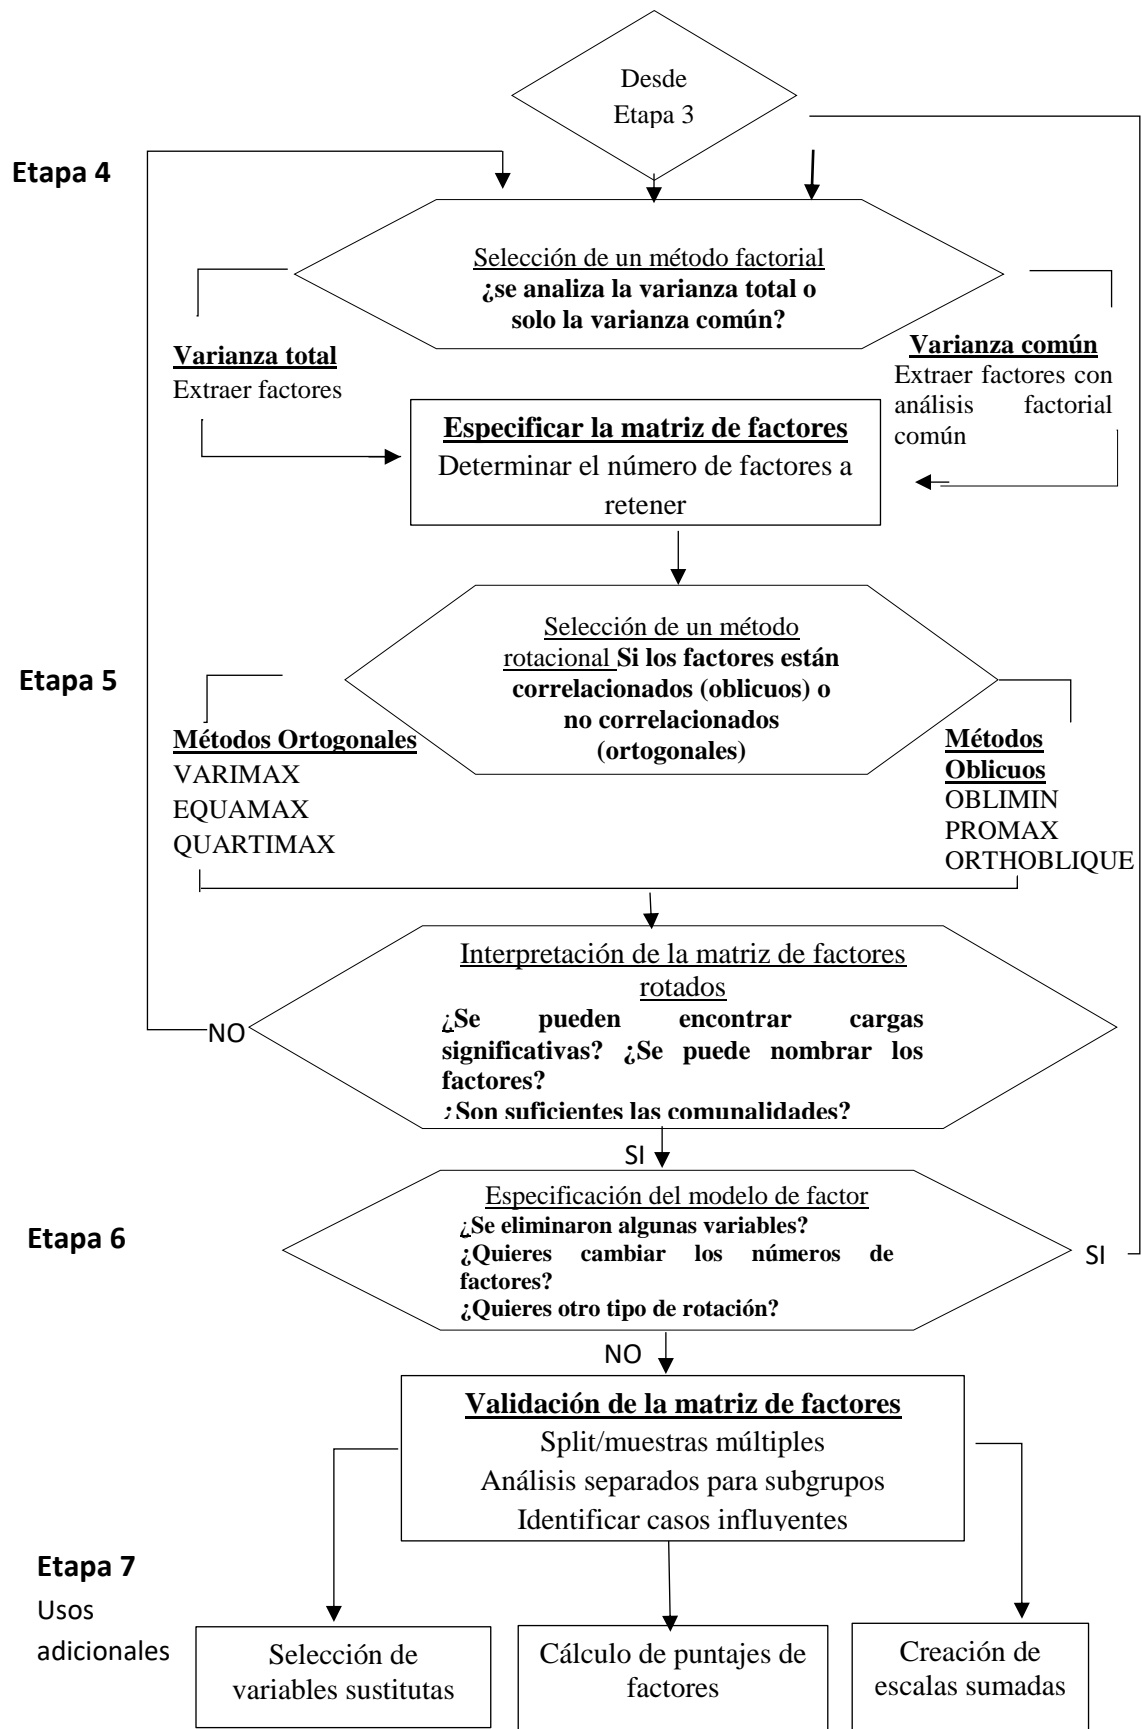 Desde
Etapa 3
Etapa 4
Selección de un método factorial
¿se analiza la varianza total o
solo la varianza común?
Varianza total
Extraer factores
Varianza común
Extraer factores con
análisis factorial
común
Especificar la matriz de factores
Determinar el número de factores a
retener
Etapa 5
Selección de un método
rotacional Si los factores están
correlacionados (oblicuos) o
no correlacionados
(ortogonales)
Métodos Ortogonales
VARIMAX
EQUAMAX
QUARTIMAX
Métodos
Oblicuos
OBLIMIN
PROMAX
ORTHOBLIQUE
Interpretación de la matriz de factores
rotados
¿Se pueden encontrar cargas
significativas? ¿Se puede nombrar los
factores?
¿Son suficientes las comunalidades?
NO
SI
Etapa 6
Especificación del modelo de factor
¿Se eliminaron algunas variables?
¿Quieres cambiar los números de
factores?
¿Quieres otro tipo de rotación?
SI
NO
Validación de la matriz de factores
Split/muestras múltiples
Análisis separados para subgrupos
Identificar casos influyentes
Etapa 7
Usos
adicionales
Selección de
variables sustitutas
Cálculo de puntajes de
factores
Creación de
escalas sumadas